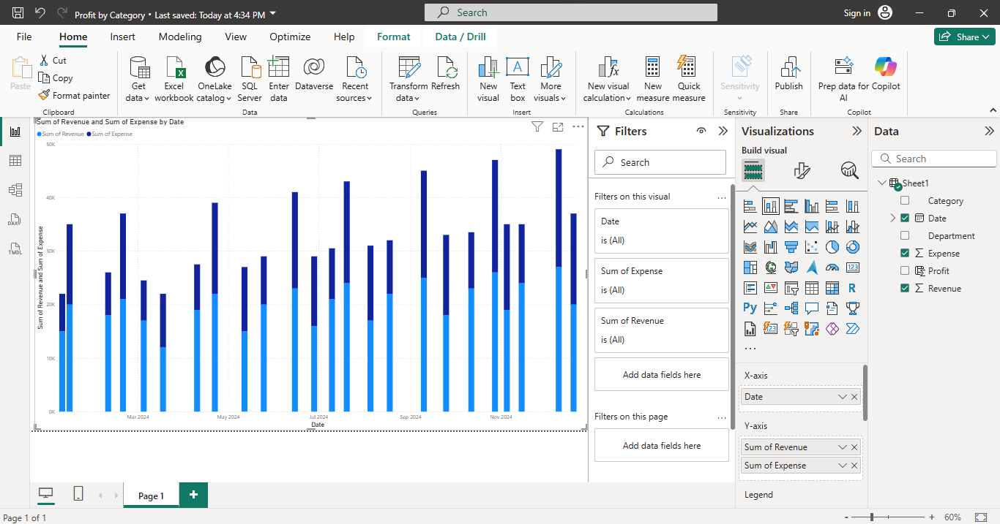 Profit by Category • Last saved: Today at 4:34 PM
Search
Sign in
File
Home
Insert
Modeling
View
Optimize
Help
Format
Data / Drill
Share
Paste
Cut
Copy
Format painter
Clipboard
Get data
Excel workbook
OneLake catalog
SQL Server
Enter data
Dataverse
Recent sources
Data
Transform data
Refresh
Queries
New visual
Text box
More visuals
Insert
New visual calculation
New measure
Quick measure
Calculations
Sensitivity
Sensitivity
Publish
Share
Prep data for AI
Copilot
Copilot
DAX
TMDL
Sum of Revenue and Sum of Expense by Date
Sum of Revenue
Sum of Expense
Sum of Revenue and Sum of Expense
50K
40K
30K
20K
10K
0K
Mar 2024
May 2024
Jul 2024
Sep 2024
Nov 2024
Date
Filters
Search
Filters on this visual
Date
is (All)
Sum of Expense
is (All)
Sum of Revenue
is (All)
Add data fields here
Filters on this page
Add data fields here
Visualizations
Build visual
123
R
Py
123
X-axis
Date
Y-axis
Sum of Revenue
Sum of Expense
Legend
Data
Search
Sheet1
Category
Date
Department
Expense
Profit
Revenue
Page 1
Page 1 of 1
60%